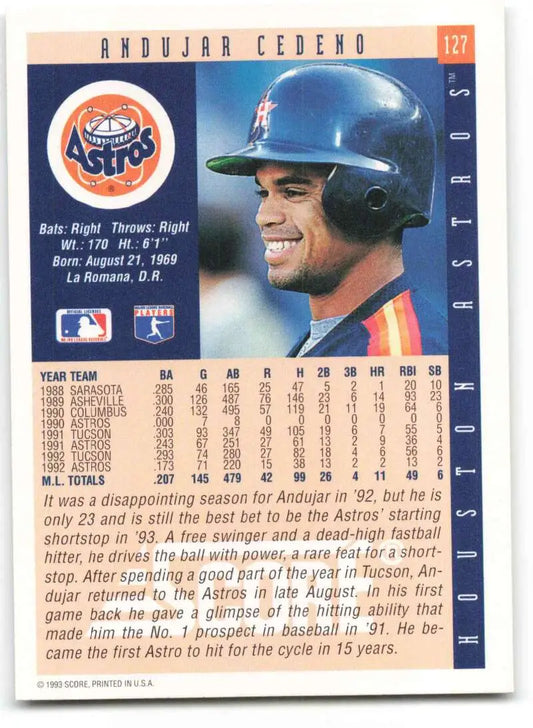 ANDUJAR CEDENO
127
Astros
®
Bats: Right Throws: Right
Wt.: 170 Ht.: 6'1"
Born: August 21, 1969
La Romana, D.R.
OFFICIAL LICENSEE
MAJOR LEAGUE BASEBALL
MAJOR LEAGUE BASEBALL
PLAYERS
H
HOUSTON ASTROS™
YEAR TEAM BA G AB R H 2B 3B HR RBI SB
1988 SARASOTA .285 46 165 25 47 5 2 1 20 10
1989 ASHEVILLE .300 126 487 76 146 23 6 14 93 23
1990 COLUMBUS .240 132 495 57 119 21 11 19 64 6
1990 ASTROS .000 7 8 0 0 0 0 0 0 0
1991 TUCSON .303 93 347 49 105 19 6 7 55 5
1991 ASTROS .243 67 251 27 61 13 2 9 36 4
1992 TUCSON .293 74 280 27 82 18 4 6 56 6
1992 ASTROS .173 71 220 15 38 13 2 2 13 2
M.L. TOTALS .207 145 479 42 99 26 4 11 49 6
It was a disappointing season for Andujar in '92, but he is
only 23 and is still the best bet to be the Astros' starting
shortstop in '93. A free swinger and a dead-happy fastball
hitter, he drives the ball with power, a rare feat for a short-
stop. After spending a good part of the year in Tucson, An-
dujar returned to the Astros in late August. In his first
game back he gave a glimpse of the hitting ability that
made him the No. 1 prospect in baseball in '91. He be-
came the first Astro to hit for the cycle in 15 years.
SCORE®
© 1993 SCORE, PRINTED IN U.S.A.